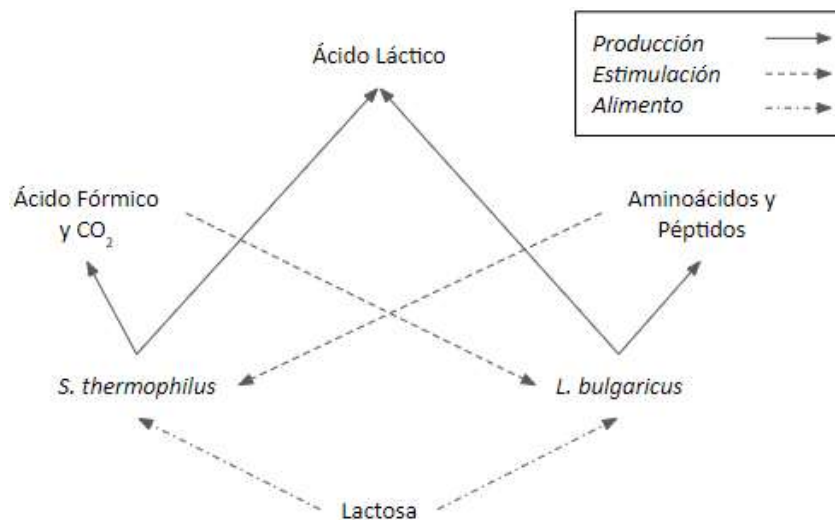 Producción
Estimulación
Alimento
Ácido Láctico
Ácido Fórmico
y CO₂
Aminoácidos y
Péptidos
S. thermophilus
L. bulgaricus
Lactosa